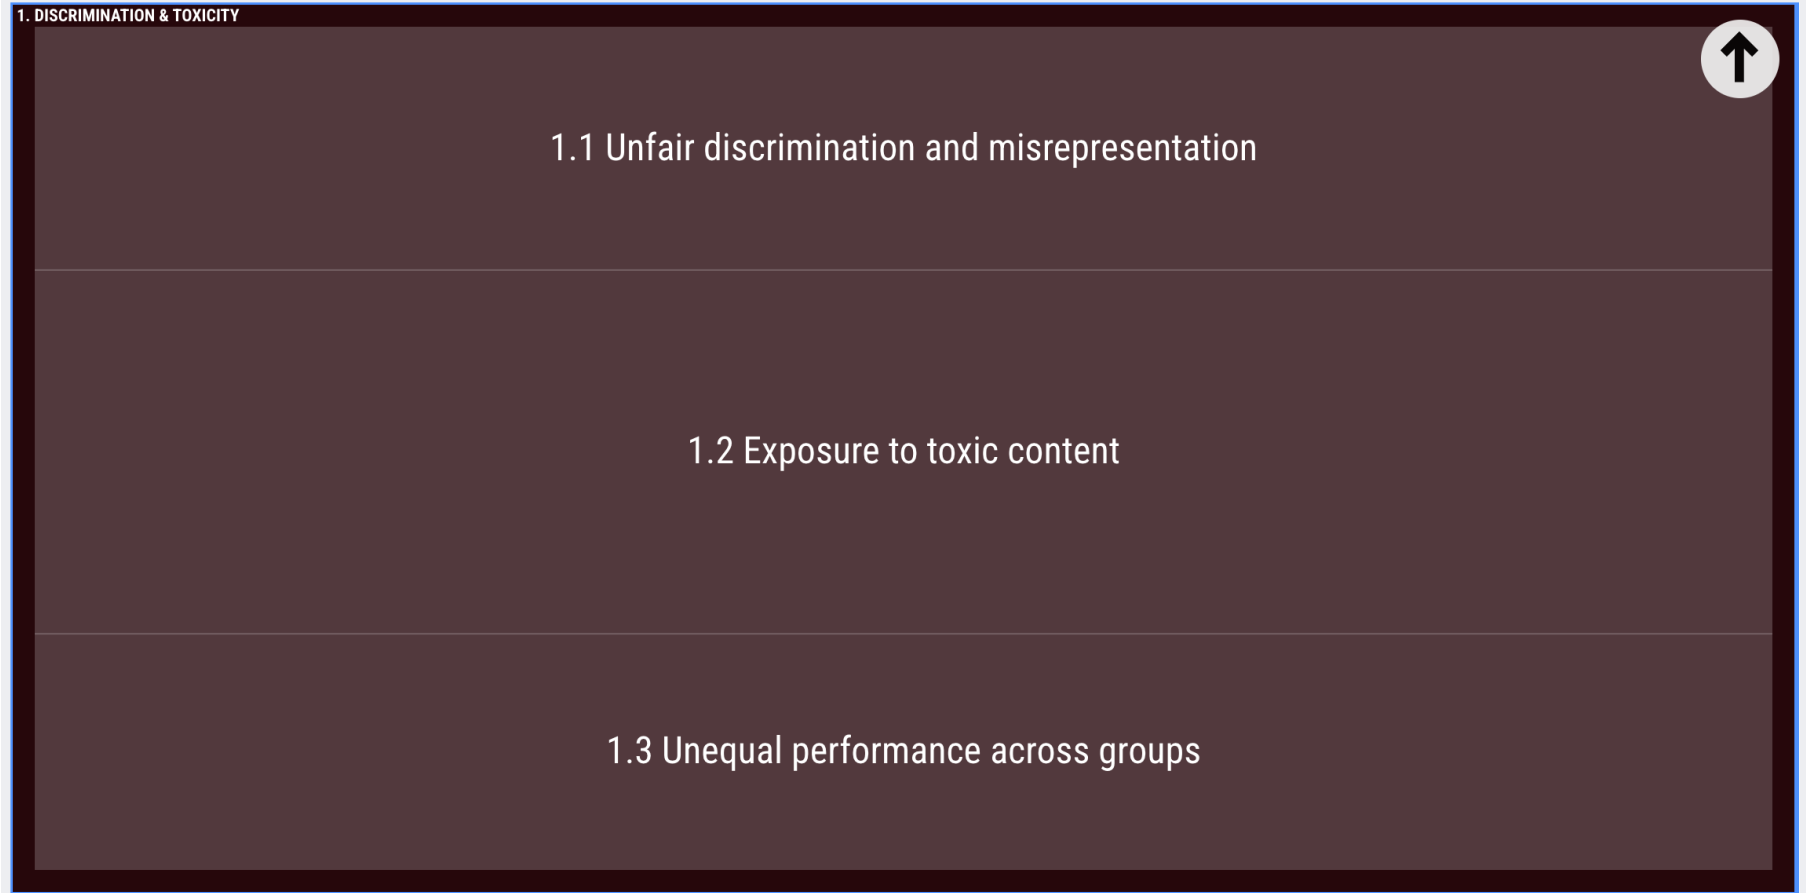 1. DISCRIMINATION & TOXICITY
1.1 Unfair discrimination and misrepresentation
1.2 Exposure to toxic content
1.3 Unequal performance across groups